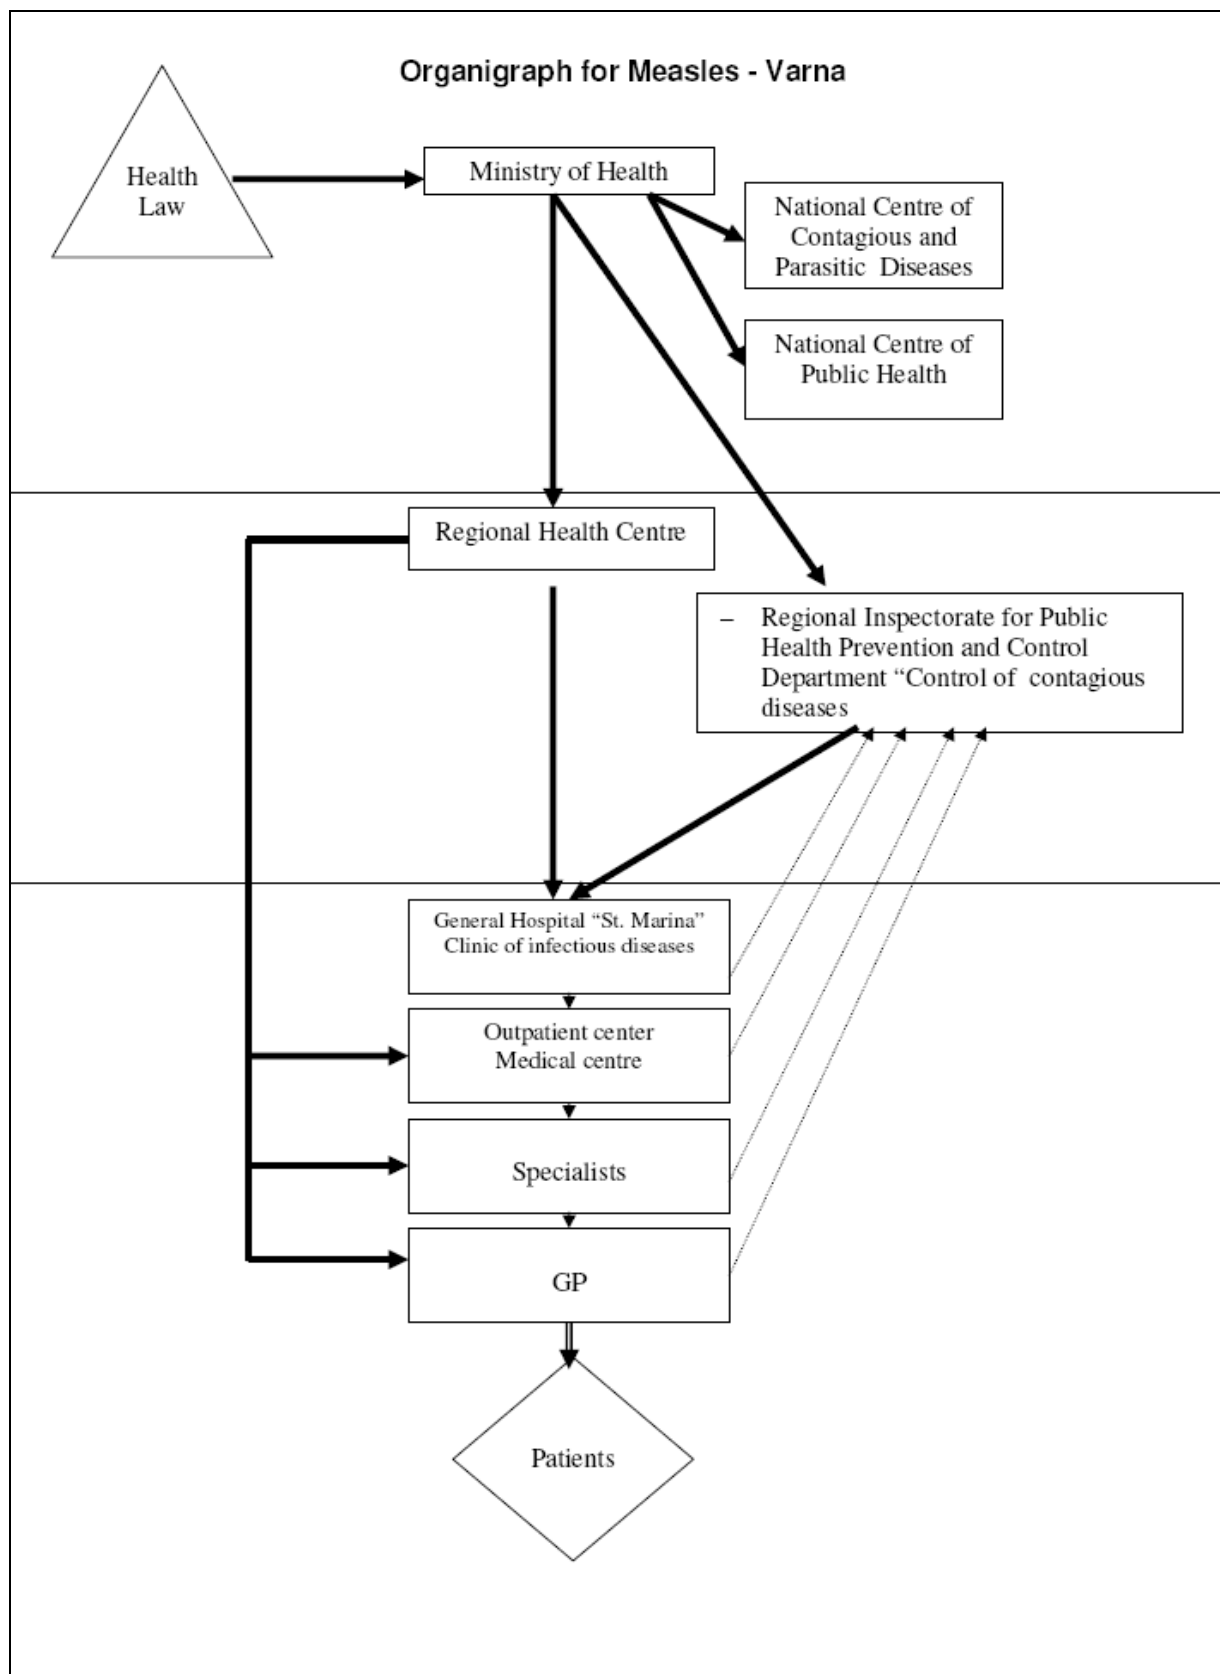 Organigraph for Measles - Varna
Health
Law
Ministry of Health
National Centre of
Contagious and
Parasitic Diseases
National Centre of
Public Health
Regional Health Centre
– Regional Inspectorate for Public
Health Prevention and Control
Department “Control of contagious
diseases
General Hospital “St. Marina”
Clinic of infectious diseases
Outpatient center
Medical centre
Specialists
GP
Patients